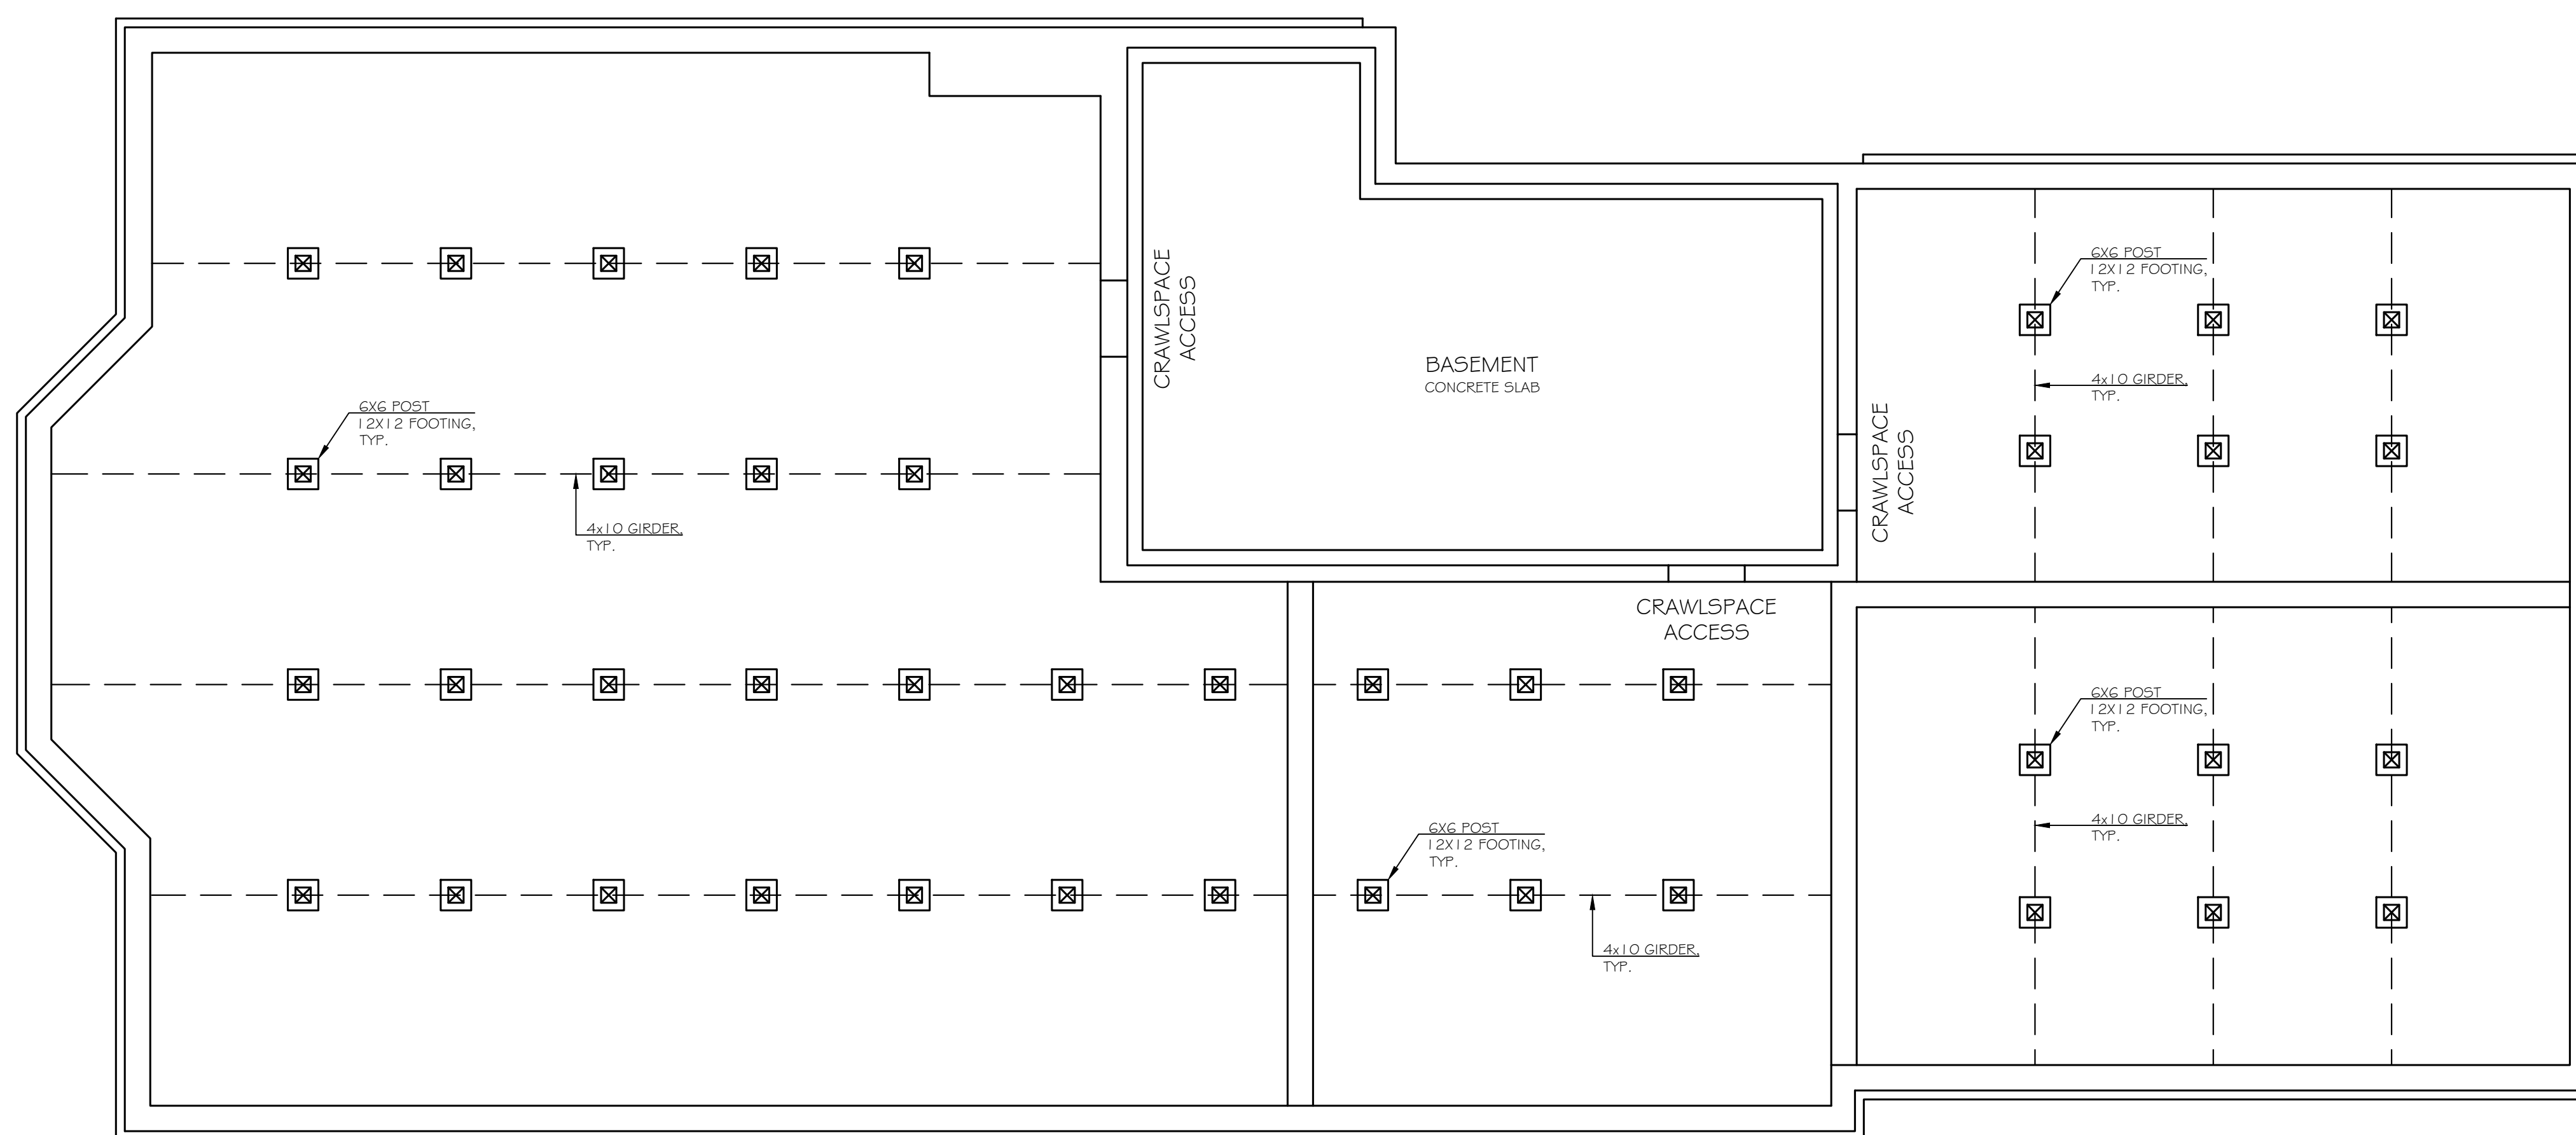 6X6 POST
12X12 FOOTING,
TYP.
4x10 GIRDER,
TYP.
CRAWLSPACE
ACCESS
BASEMENT
CONCRETE SLAB
CRAWLSPACE
ACCESS
6X6 POST
12X12 FOOTING,
TYP.
4x10 GIRDER,
TYP.
CRAWLSPACE
ACCESS
6X6 POST
12X12 FOOTING,
TYP.
4x10 GIRDER,
TYP.
6X6 POST
12X12 FOOTING,
TYP.
4x10 GIRDER,
TYP.